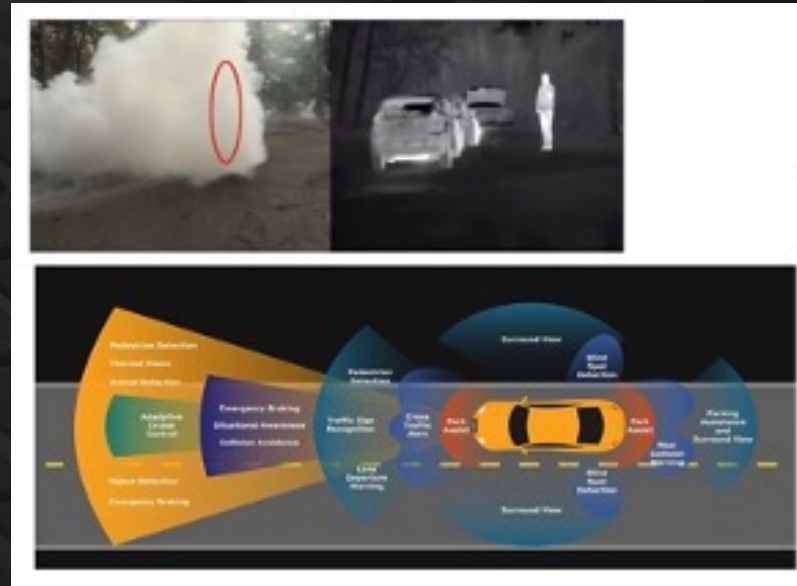 Pedestrian Detection
Thermal Vision
Animal Detection
Adaptive
Cruise
Control
Object Detection
Emergency Braking
Emergency Braking
Situational Awareness
Collision Avoidance
Pedestrian
Detection
Traffic Sign
Recognition
Lane
Departure
Warning
Cross
Traffic
Alert
Park
Assist
Surround View
Blind
Spot
Detection
Park
Assist
Rear
Collision
Warning
Parking
Assistance
and
Surround View
Blind
Spot
Detection
Surround View